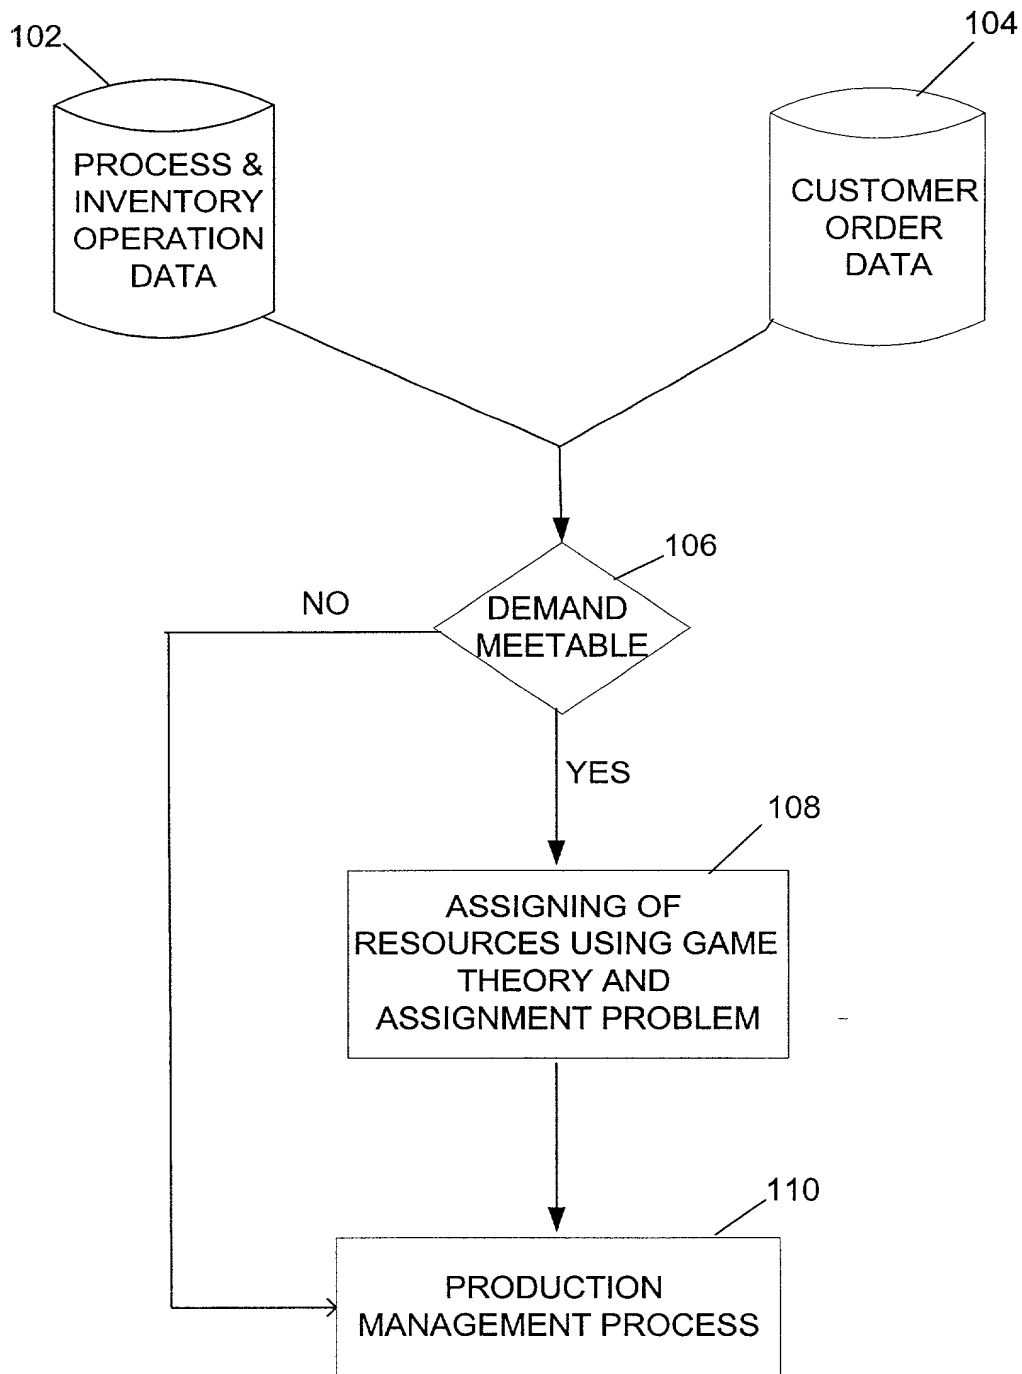 102
104
PROCESS &
INVENTORY
OPERATION
DATA
CUSTOMER
ORDER
DATA
106
DEMAND
MEETABLE
NO
YES
108
ASSIGNING OF
RESOURCES USING GAME
THEORY AND
ASSIGNMENT PROBLEM
110
PRODUCTION
MANAGEMENT PROCESS